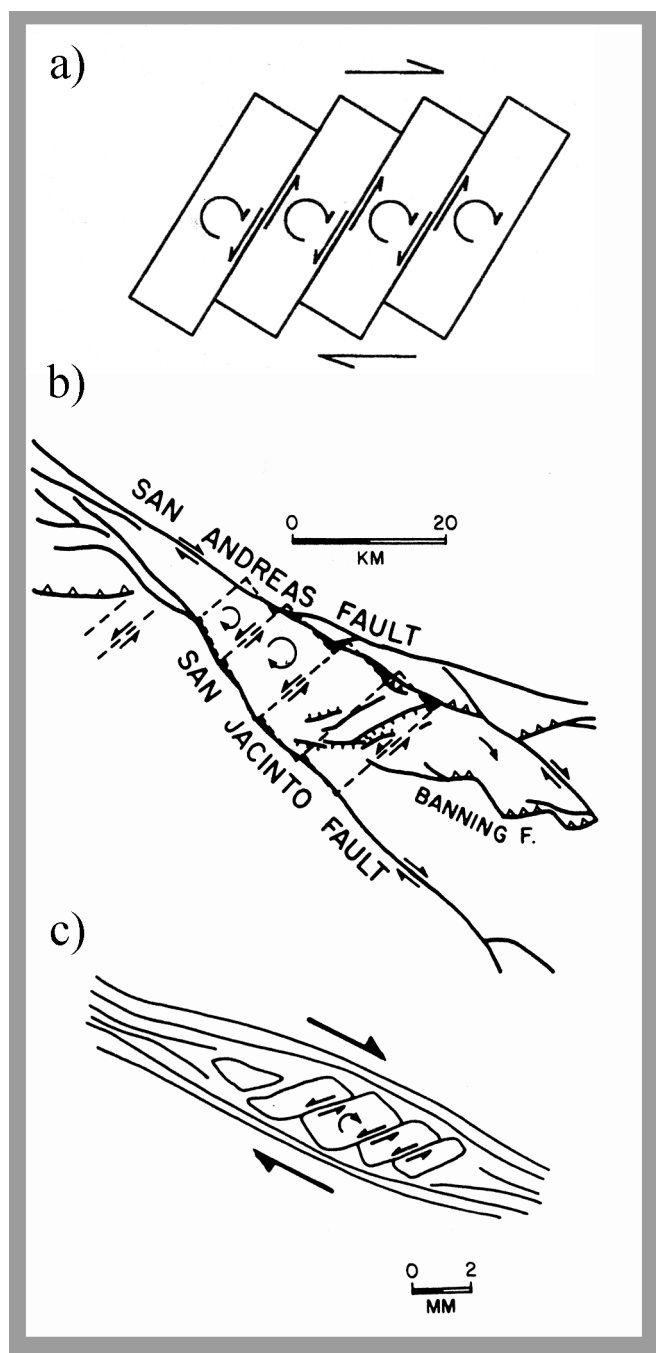 a)
b)
SAN ANDREAS FAULT
0 20
KM
SAN JACINTO FAULT
BANNING F.
c)
0 2
MM